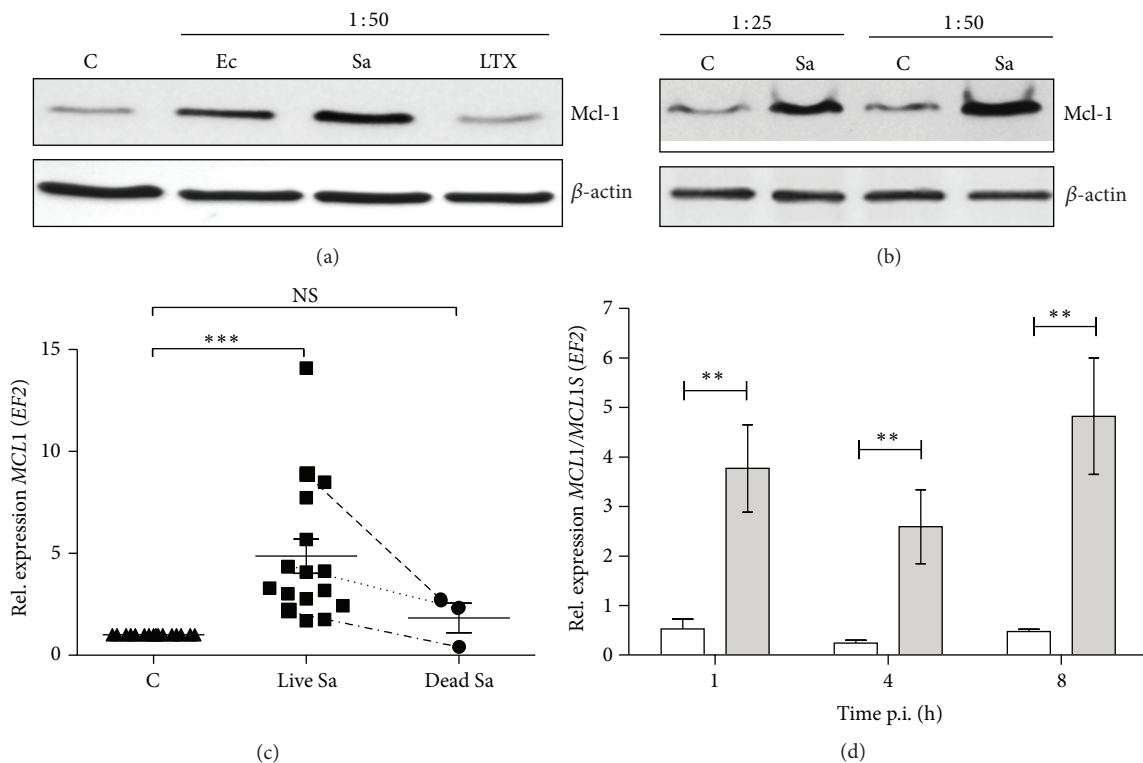 1 : 50
C Ec Sa LTX
Mcl-1
β-actin
(a)
1 : 25 1 : 50
C Sa C Sa
Mcl-1
β-actin
(b)
NS
***
Rel. expression MCL1 (EF2)
15
10
5
0
C Live Sa Dead Sa
(c)
Rel. expression MCL1/MCL1S (EF2)
7
6
5
4
3
2
1
0
**
**
**
1 4 8
Time p.i. (h)
(d)